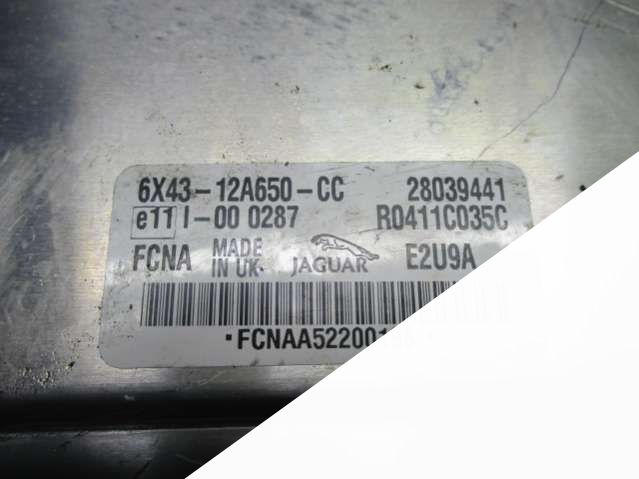 6X43-12A650-CC 28039441
e11 I-00 0287 R0411C035C
FCNA MADE IN UK. JAGUAR E2U9A